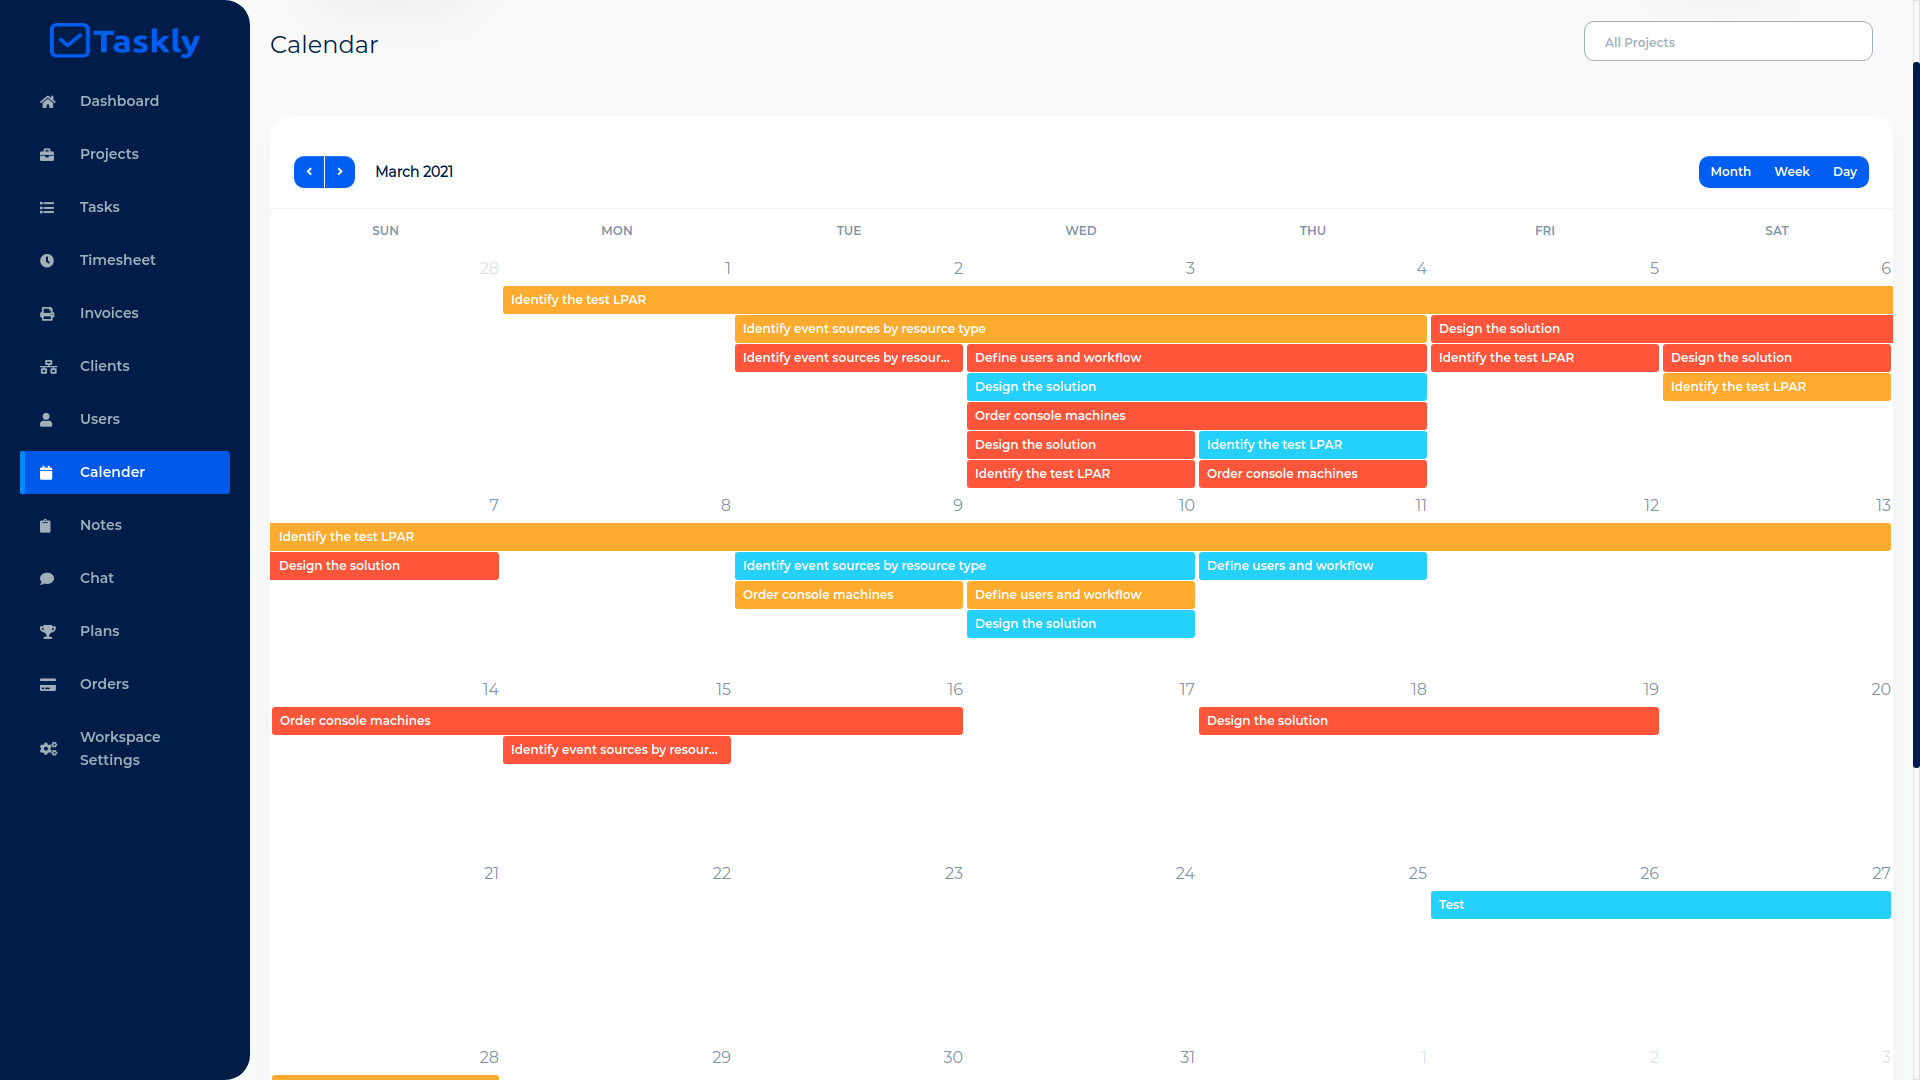 Taskly
Dashboard
Projects
Tasks
Timesheet
Invoices
Clients
Users
Calender
Notes
Chat
Plans
Orders
Workspace
Settings
Calendar
All Projects
March 2021
Month Week Day
SUN MON TUE WED THU FRI SAT
28 1 2 3 4 5 6
Identify the test LPAR
Identify event sources by resource type Design the solution
Identify event sources by resour... Define users and workflow Identify the test LPAR Design the solution
Design the solution Identify the test LPAR
Order console machines
Design the solution Identify the test LPAR
Identify the test LPAR Order console machines
7 8 9 10 11 12 13
Identify the test LPAR
Design the solution Identify event sources by resource type Define users and workflow
Order console machines Define users and workflow
Design the solution
14 15 16 17 18 19 20
Order console machines Design the solution
Identify event sources by resour...
21 22 23 24 25 26 27
Test
28 29 30 31 1 2 3